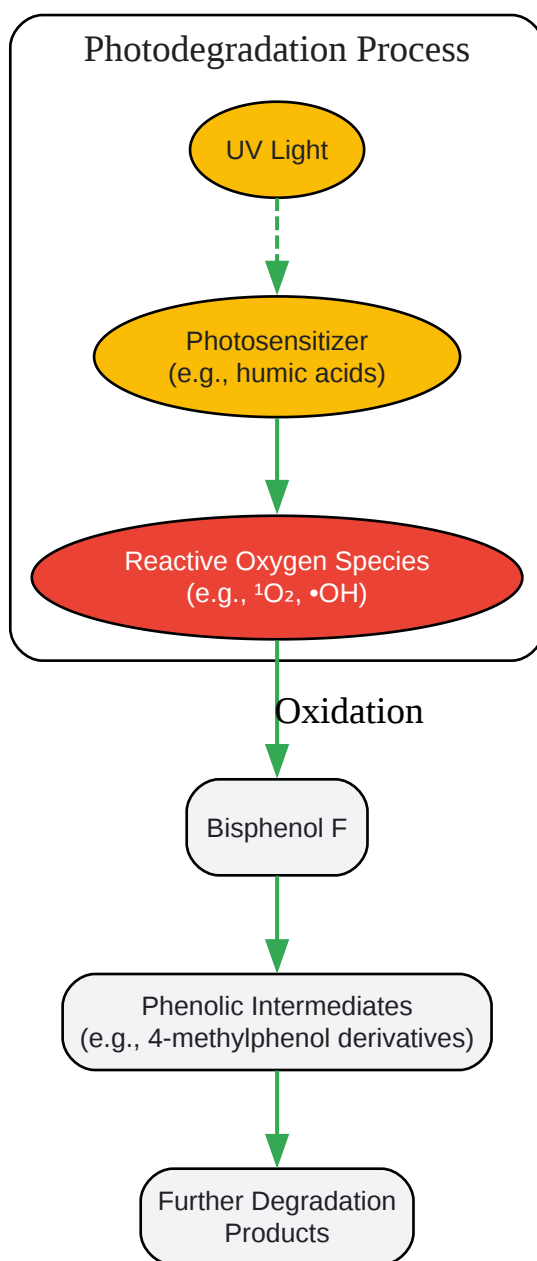 Photodegradation Process
UV Light
Photosensitizer
(e.g., humic acids)
Reactive Oxygen Species
(e.g., ¹O₂, •OH)
Oxidation
Bisphenol F
Phenolic Intermediates
(e.g., 4-methylphenol derivatives)
Further Degradation
Products